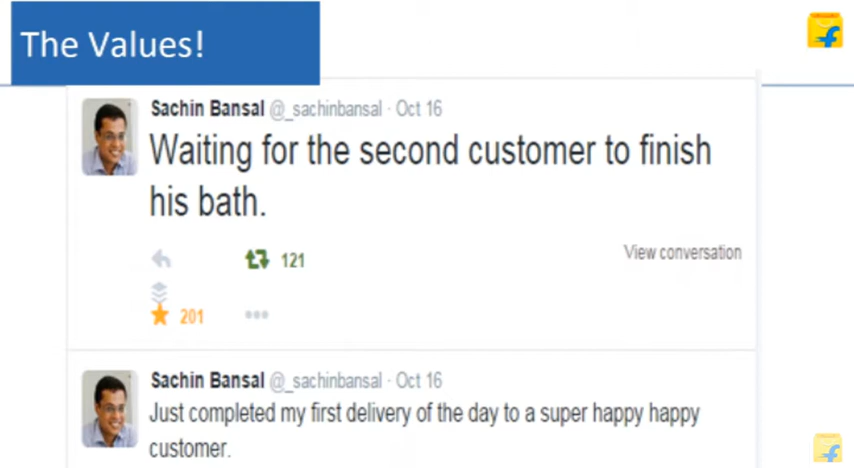 The Values!
Sachin Bansal @_sachinbansal · Oct 16
Waiting for the second customer to finish
his bath.
121
View conversation
201
Sachin Bansal @_sachinbansal · Oct 16
Just completed my first delivery of the day to a super happy happy
customer.